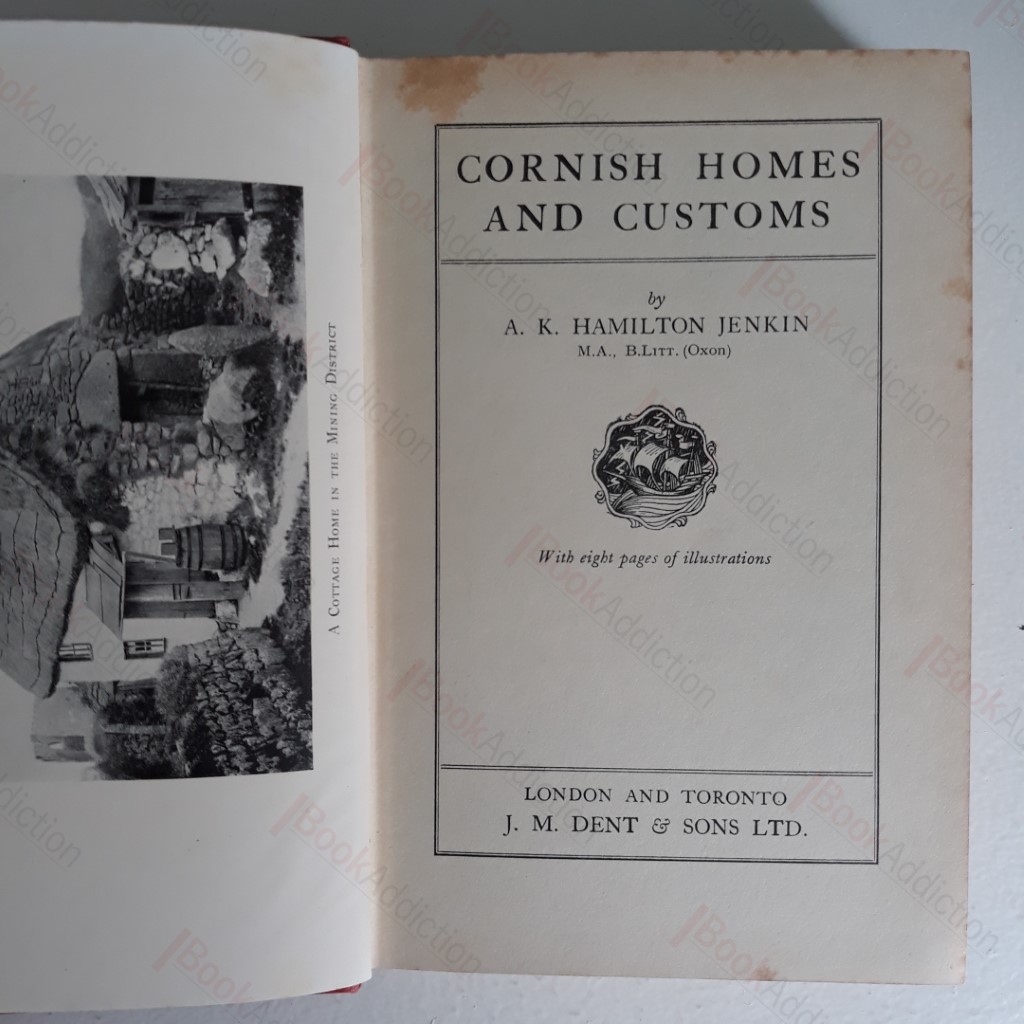 A Cottage Home in the Mining District
CORNISH HOMES
AND CUSTOMS
by
A. K. HAMILTON JENKIN
M.A., B.Litt. (Oxon)
With eight pages of illustrations
LONDON AND TORONTO
J. M. DENT & SONS LTD.
BookAddiction